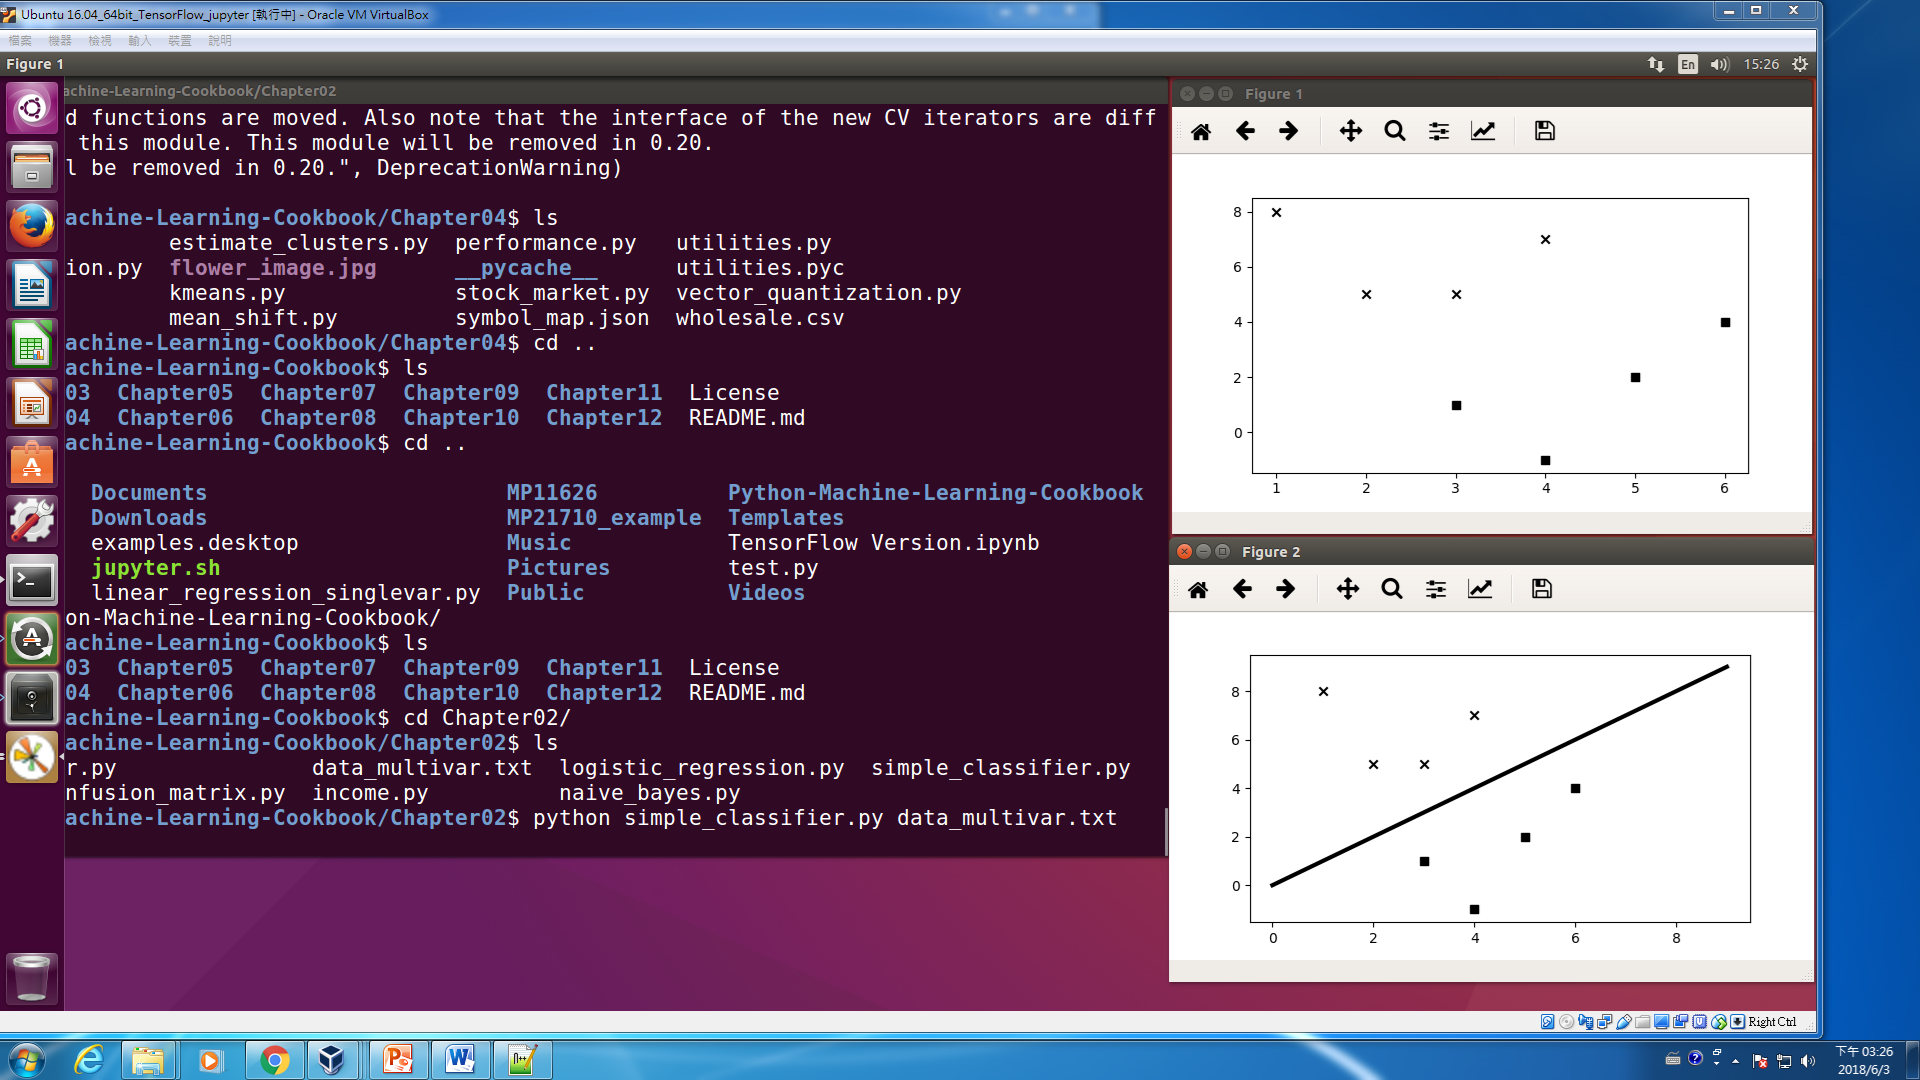 Ubuntu 16.04_64bit_TensorFlow_jupyter [執行中] - Oracle VM VirtualBox
檔案 機器 檢視 輸入 裝置 說明
Figure 1
En 15:26
achine-Learning-Cookbook/Chapter02
d functions are moved. Also note that the interface of the new CV iterators are diff
this module. This module will be removed in 0.20.
l be removed in 0.20.", DeprecationWarning)
achine-Learning-Cookbook/Chapter04$ ls
estimate_clusters.py performance.py utilities.py
ion.py flower_image.jpg __pycache__ utilities.pyc
kmeans.py stock_market.py vector_quantization.py
mean_shift.py symbol_map.json wholesale.csv
achine-Learning-Cookbook/Chapter04$ cd ..
achine-Learning-Cookbook$ ls
03 Chapter05 Chapter07 Chapter09 Chapter11 License
04 Chapter06 Chapter08 Chapter10 Chapter12 README.md
achine-Learning-Cookbook$ cd ..
Documents MP11626 Python-Machine-Learning-Cookbook
Downloads MP21710_example Templates
examples.desktop Music TensorFlow Version.ipynb
jupyter.sh Pictures test.py
linear_regression_singlevar.py Public Videos
on-Machine-Learning-Cookbook/
achine-Learning-Cookbook$ ls
03 Chapter05 Chapter07 Chapter09 Chapter11 License
04 Chapter06 Chapter08 Chapter10 Chapter12 README.md
achine-Learning-Cookbook$ cd Chapter02/
achine-Learning-Cookbook/Chapter02$ ls
r.py data_multivar.txt logistic_regression.py simple_classifier.py
nfusion_matrix.py income.py naive_bayes.py
achine-Learning-Cookbook/Chapter02$ python simple_classifier.py data_multivar.txt
Figure 1
8
6
4
2
0
1 2 3 4 5 6
Figure 2
8
6
4
2
0
0 2 4 6 8
Right Ctrl
下午 03:26
2018/6/3